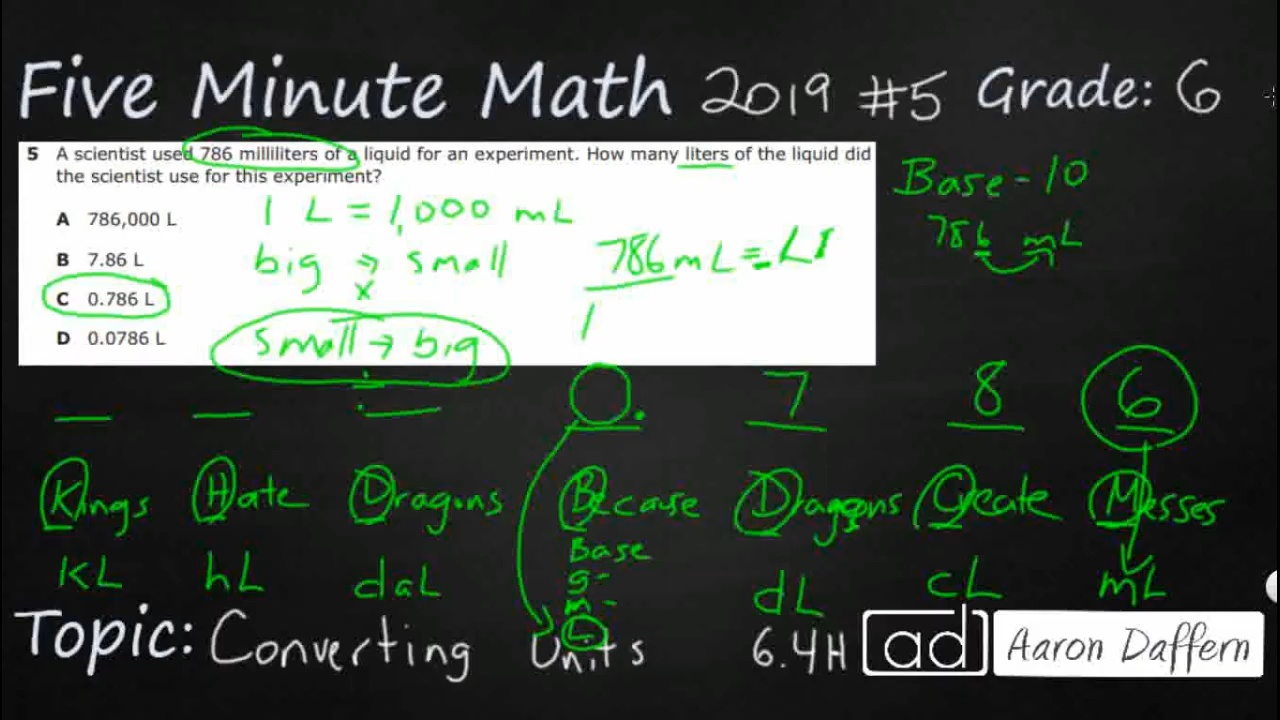 Five Minute Math 2019 #5 Grade: 6
5 A scientist used 786 milliliters of a liquid for an experiment. How many liters of the liquid did
the scientist use for this experiment?
A 786,000 L
B 7.86 L
C 0.786 L
D 0.0786 L
1 L = 1,000 mL
big → small
x
small → big
÷
786 mL = L
1
Base-10
786 mL
0. 7 8 6
Kings Hate Dragons Becase Dragons Create Messes
kL hL daL Base dL cL mL
g-
m-
L
Topic: Converting Units 6.4H ad Aaron Daffern